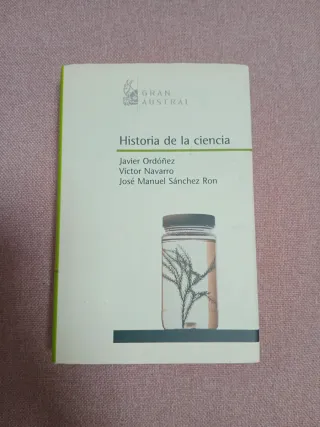 GRAN
AUSTRAL
Historia de la ciencia
Javier Ordóñez
Víctor Navarro
José Manuel Sánchez Ron